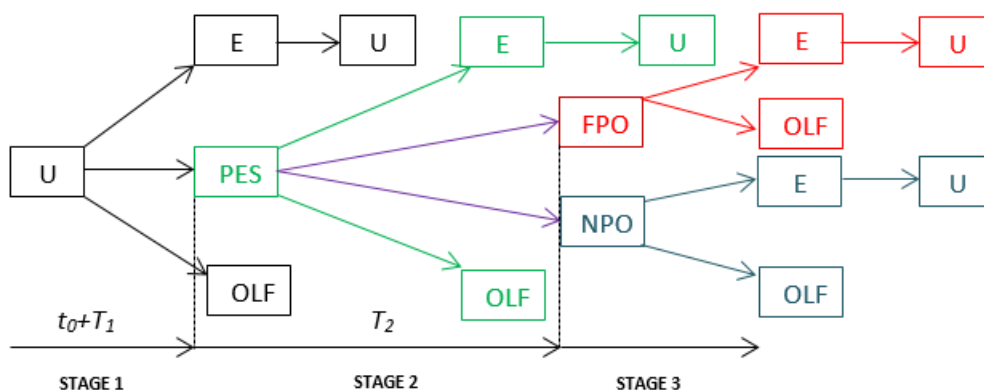 E U E U E U
FPO OLF
U PES E U
NPO
OLF OLF OLF
t₀+T₁ T₂
STAGE 1 STAGE 2 STAGE 3